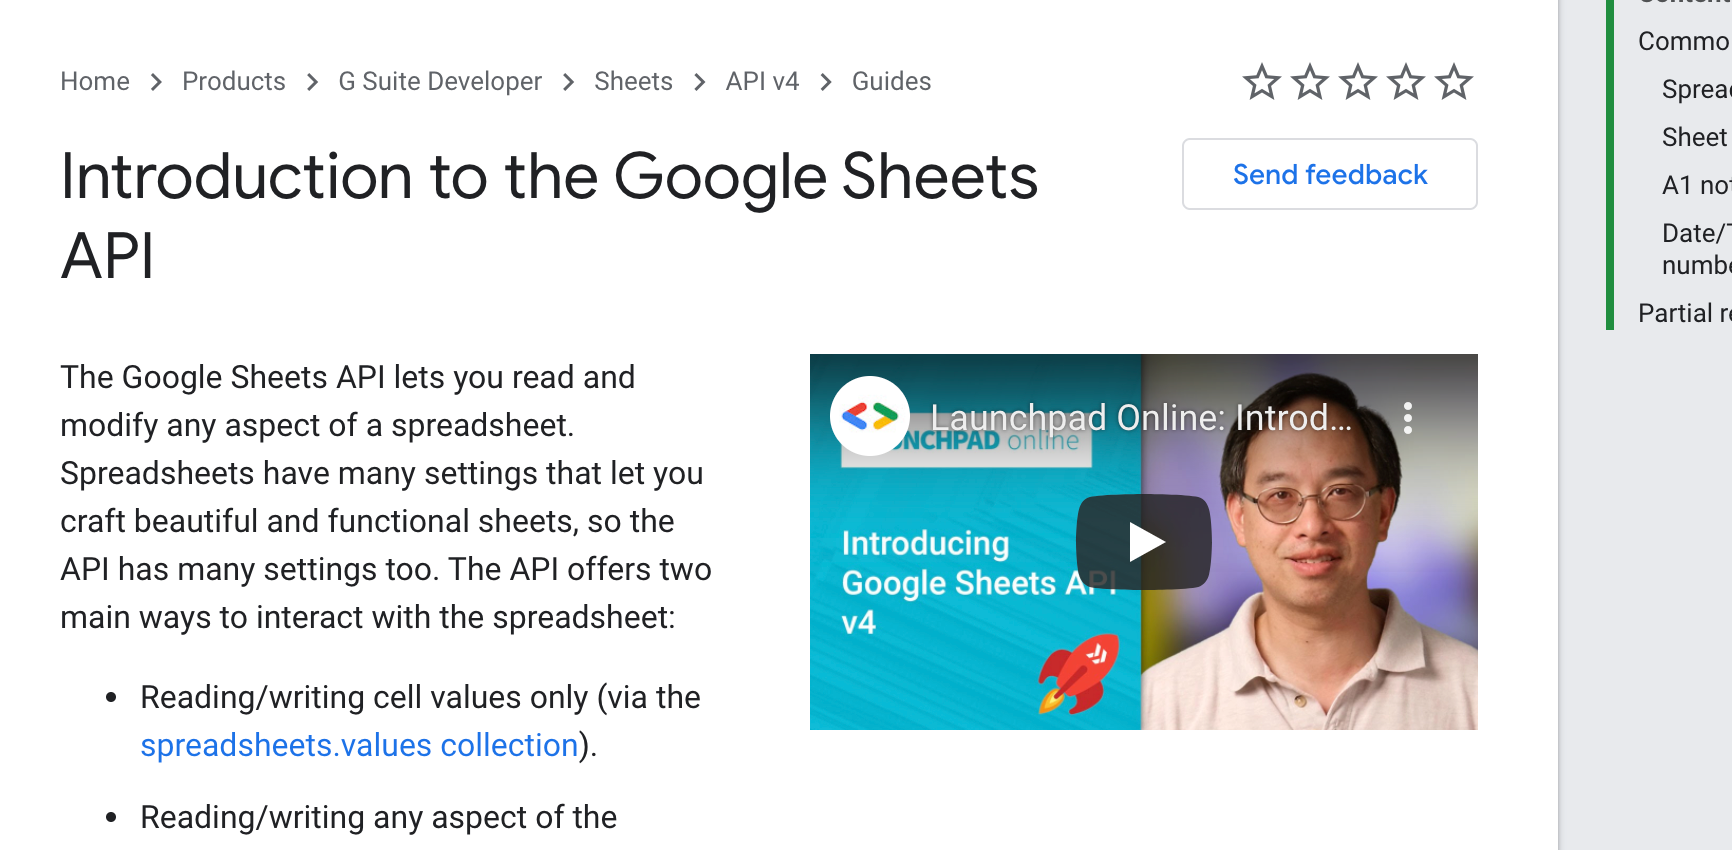 Home > Products > G Suite Developer > Sheets > API v4 > Guides
Introduction to the Google Sheets
API
Send feedback
The Google Sheets API lets you read and
modify any aspect of a spreadsheet.
Spreadsheets have many settings that let you
craft beautiful and functional sheets, so the
API has many settings too. The API offers two
main ways to interact with the spreadsheet:
• Reading/writing cell values only (via the
spreadsheets.values collection).
• Reading/writing any aspect of the
Launchpad Online: Introd...
NCHPAD online
Introducing
Google Sheets API
v4
Commo
Spread
Sheet
A1 no
Date/T
numbe
Partial re